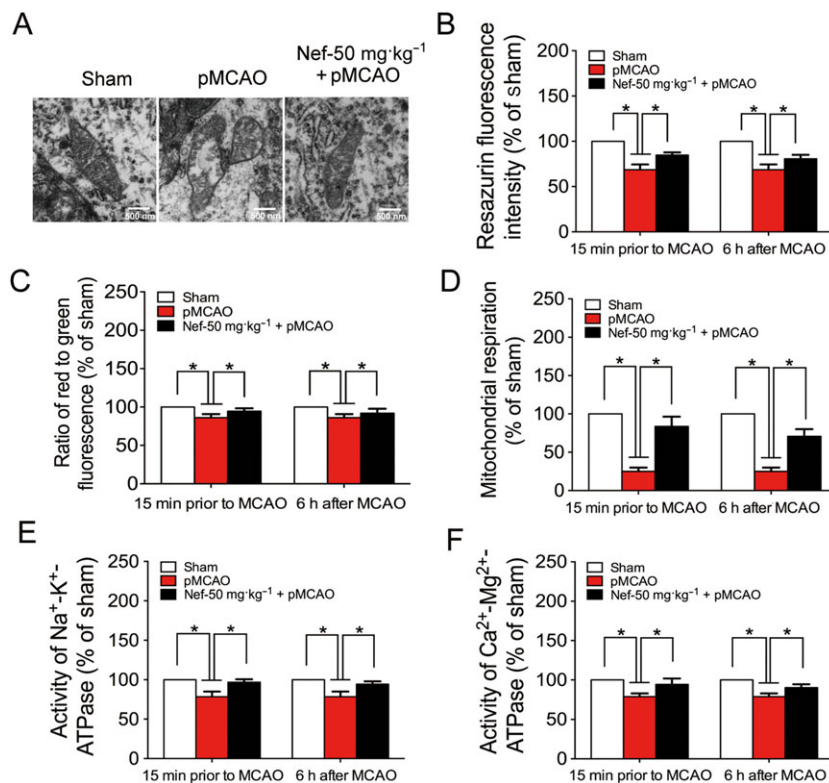 A
Sham
pMCAO
Nef-50 mg·kg⁻¹
+ pMCAO
500 nm
500 nm
500 nm
B
Resazurin fluorescence
intensity (% of sham)
200
150
100
50
0
Sham
pMCAO
Nef-50 mg·kg⁻¹ + pMCAO
* * * *
15 min prior to MCAO 6 h after MCAO
C
Ratio of red to green
fluorescence (% of sham)
250
200
150
100
50
0
Sham
pMCAO
Nef-50 mg·kg⁻¹ + pMCAO
* * * *
15 min prior to MCAO 6 h after MCAO
D
Mitochondrial respiration
(% of sham)
250
200
150
100
50
0
Sham
pMCAO
Nef-50 mg·kg⁻¹ + pMCAO
* * * *
15 min prior to MCAO 6 h after MCAO
E
Activity of Na⁺-K⁺-
ATPase (% of sham)
250
200
150
100
50
0
Sham
pMCAO
Nef-50 mg·kg⁻¹ + pMCAO
* * * *
15 min prior to MCAO 6 h after MCAO
F
Activity of Ca²⁺-Mg²⁺-
ATPase (% of sham)
250
200
150
100
50
0
Sham
pMCAO
Nef-50 mg·kg⁻¹ + pMCAO
* * * *
15 min prior to MCAO 6 h after MCAO